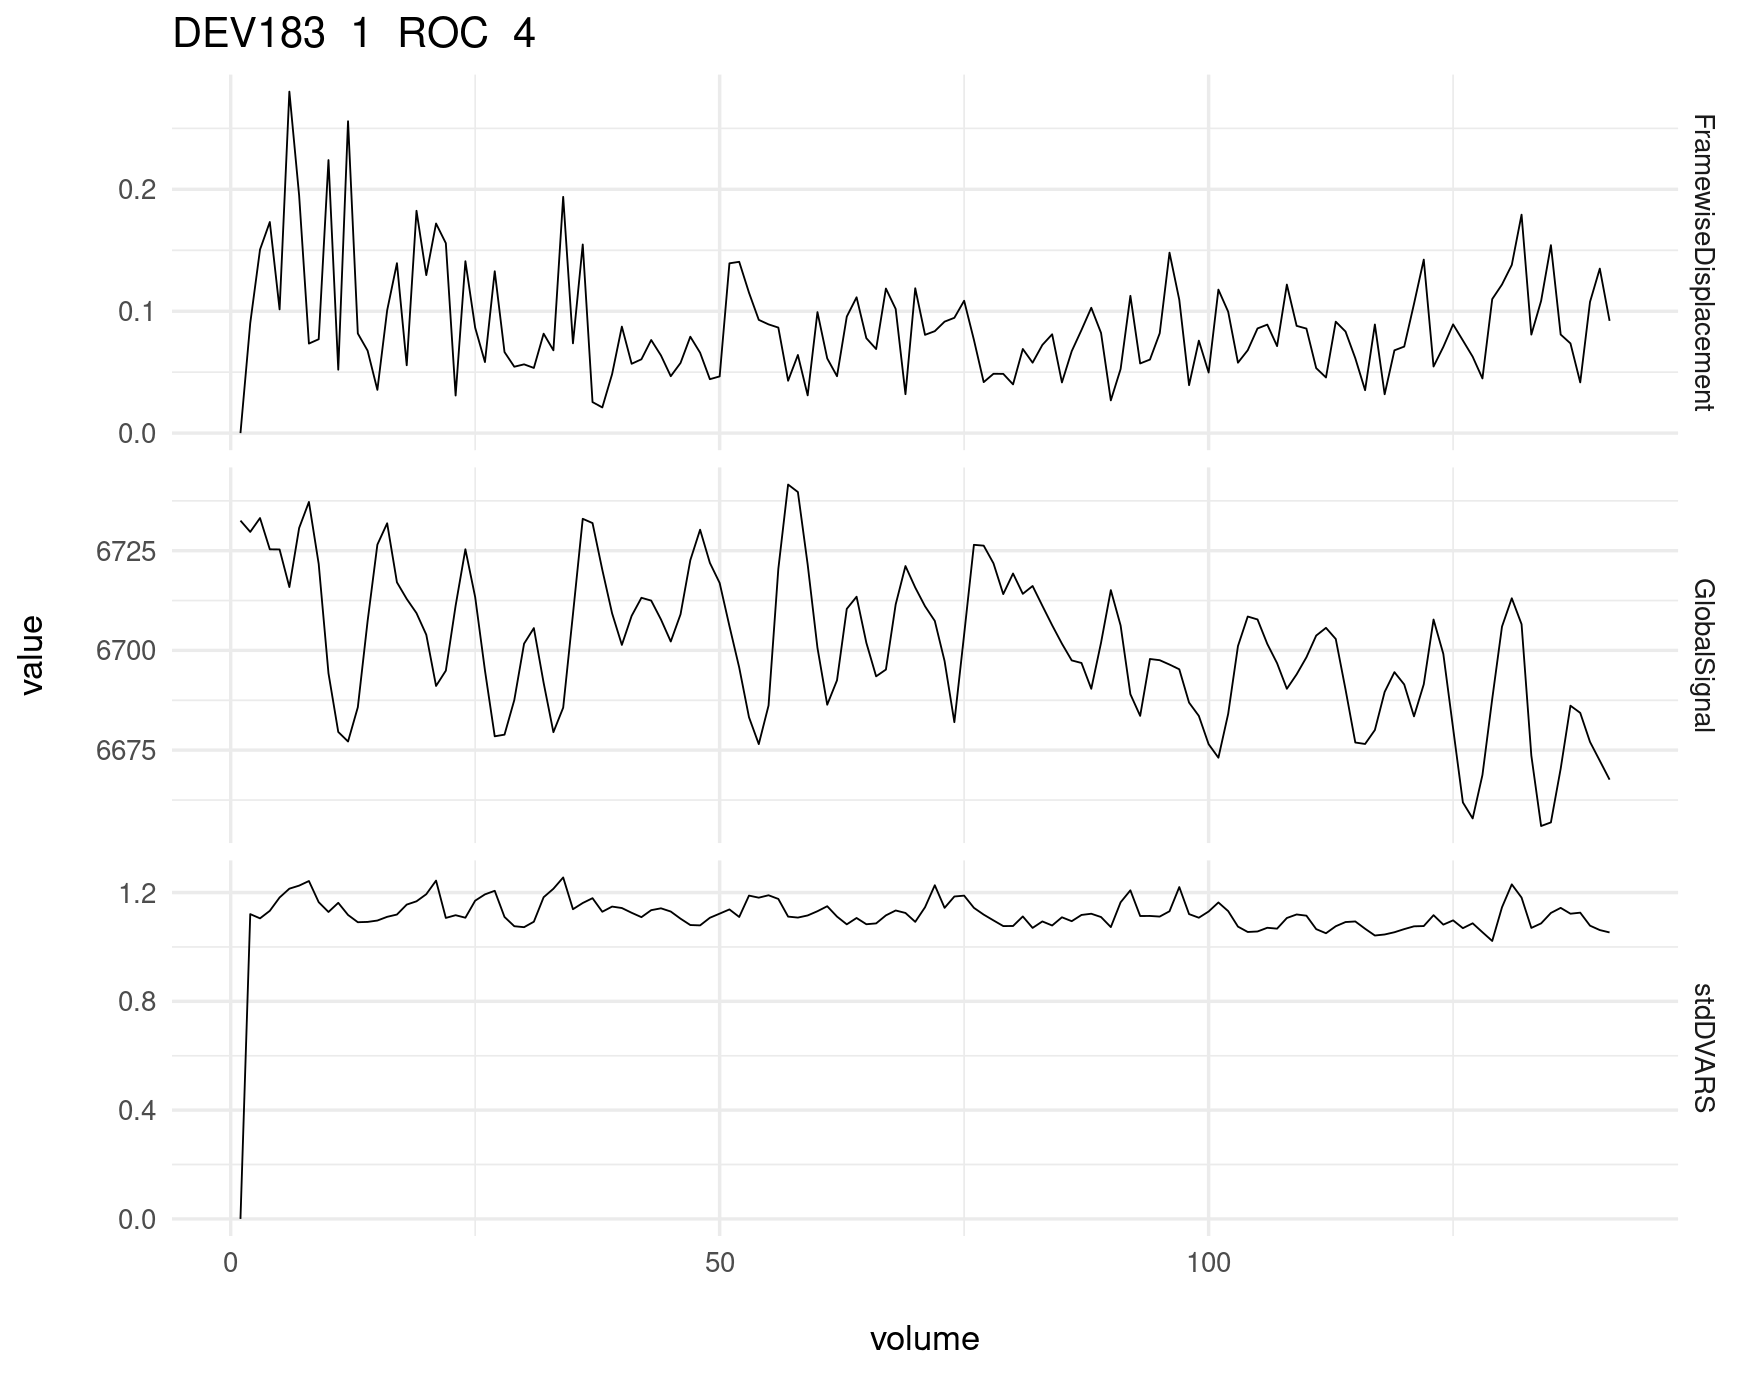 DEV183 1 ROC 4
0.2
0.1
0.0
FramewiseDisplacement
6725
6700
6675
GlobalSignal
value
1.2
0.8
0.4
0.0
stdDVARS
0 50 100
volume